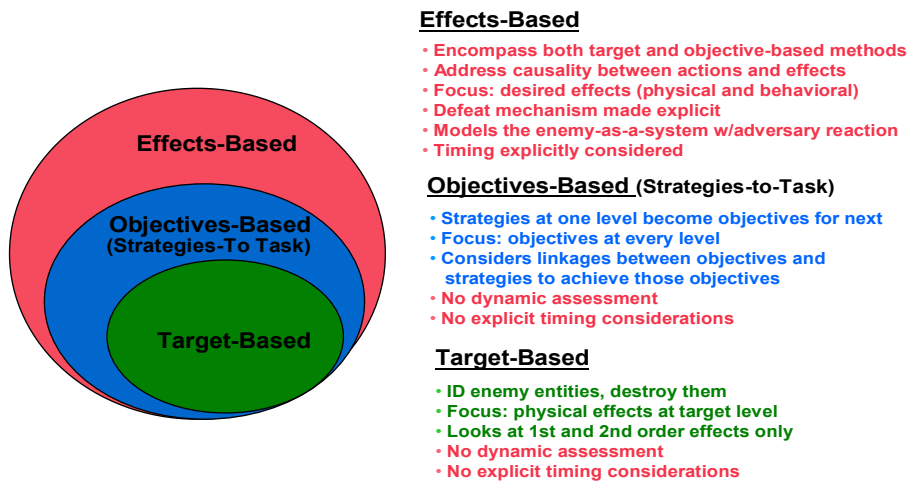 Effects-Based
• Encompass both target and objective-based methods
• Address causality between actions and effects
• Focus: desired effects (physical and behavioral)
• Defeat mechanism made explicit
• Models the enemy-as-a-system w/adversary reaction
• Timing explicitly considered
Objectives-Based (Strategies-to-Task)
• Strategies at one level become objectives for next
• Focus: objectives at every level
• Considers linkages between objectives and
strategies to achieve those objectives
• No dynamic assessment
• No explicit timing considerations
Target-Based
• ID enemy entities, destroy them
• Focus: physical effects at target level
• Looks at 1st and 2nd order effects only
• No dynamic assessment
• No explicit timing considerations
Effects-Based
Objectives-Based
(Strategies-To Task)
Target-Based